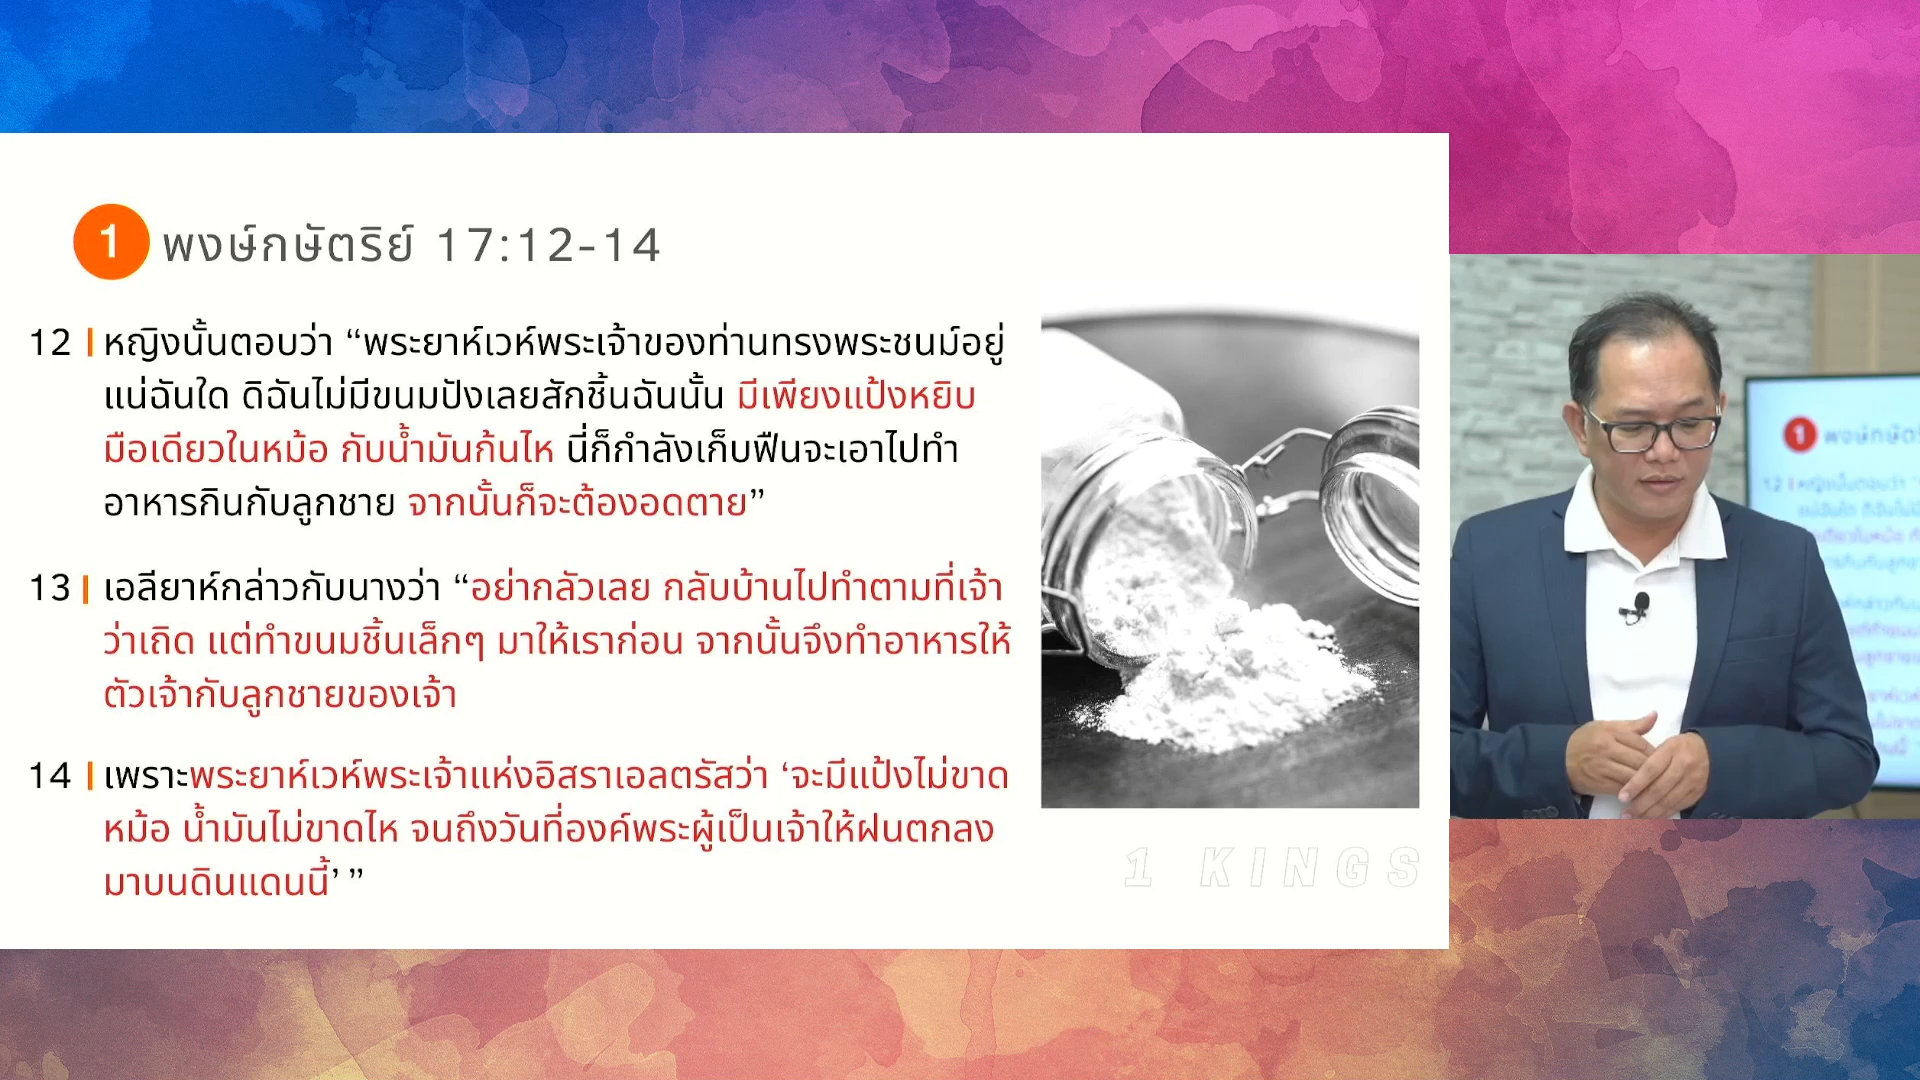 1 พงษ์กษัตริย์ 17:12-14
12 หญิงนั้นตอบว่า “พระยาห์เวห์พระเจ้าของท่านทรงพระชนม์อยู่
แน่ฉันใด ดิฉันไม่มีขนมปังเลยสักชิ้นฉันนั้น มีเพียงแป้งหยิบ
มือเดียวในหม้อ กับน้ำมันก้นไห นี่ก็กำลังเก็บฟืนจะเอาไปทำ
อาหารกินกับลูกชาย จากนั้นก็จะต้องอดตาย”
13 เอลียาห์กล่าวกับนางว่า “อย่ากลัวเลย กลับบ้านไปทำตามที่เจ้า
ว่าเถิด แต่ทำขนมชิ้นเล็กๆ มาให้เราก่อน จากนั้นจึงทำอาหารให้
ตัวเจ้ากับลูกชายของเจ้า
14 เพราะพระยาห์เวห์พระเจ้าแห่งอิสราเอลตรัสว่า ‘จะมีแป้งไม่ขาด
หม้อ น้ำมันไม่ขาดไห จนถึงวันที่องค์พระผู้เป็นเจ้าให้ฝนตกลง
มาบนดินแดนนี้’ ”
1 KINGS